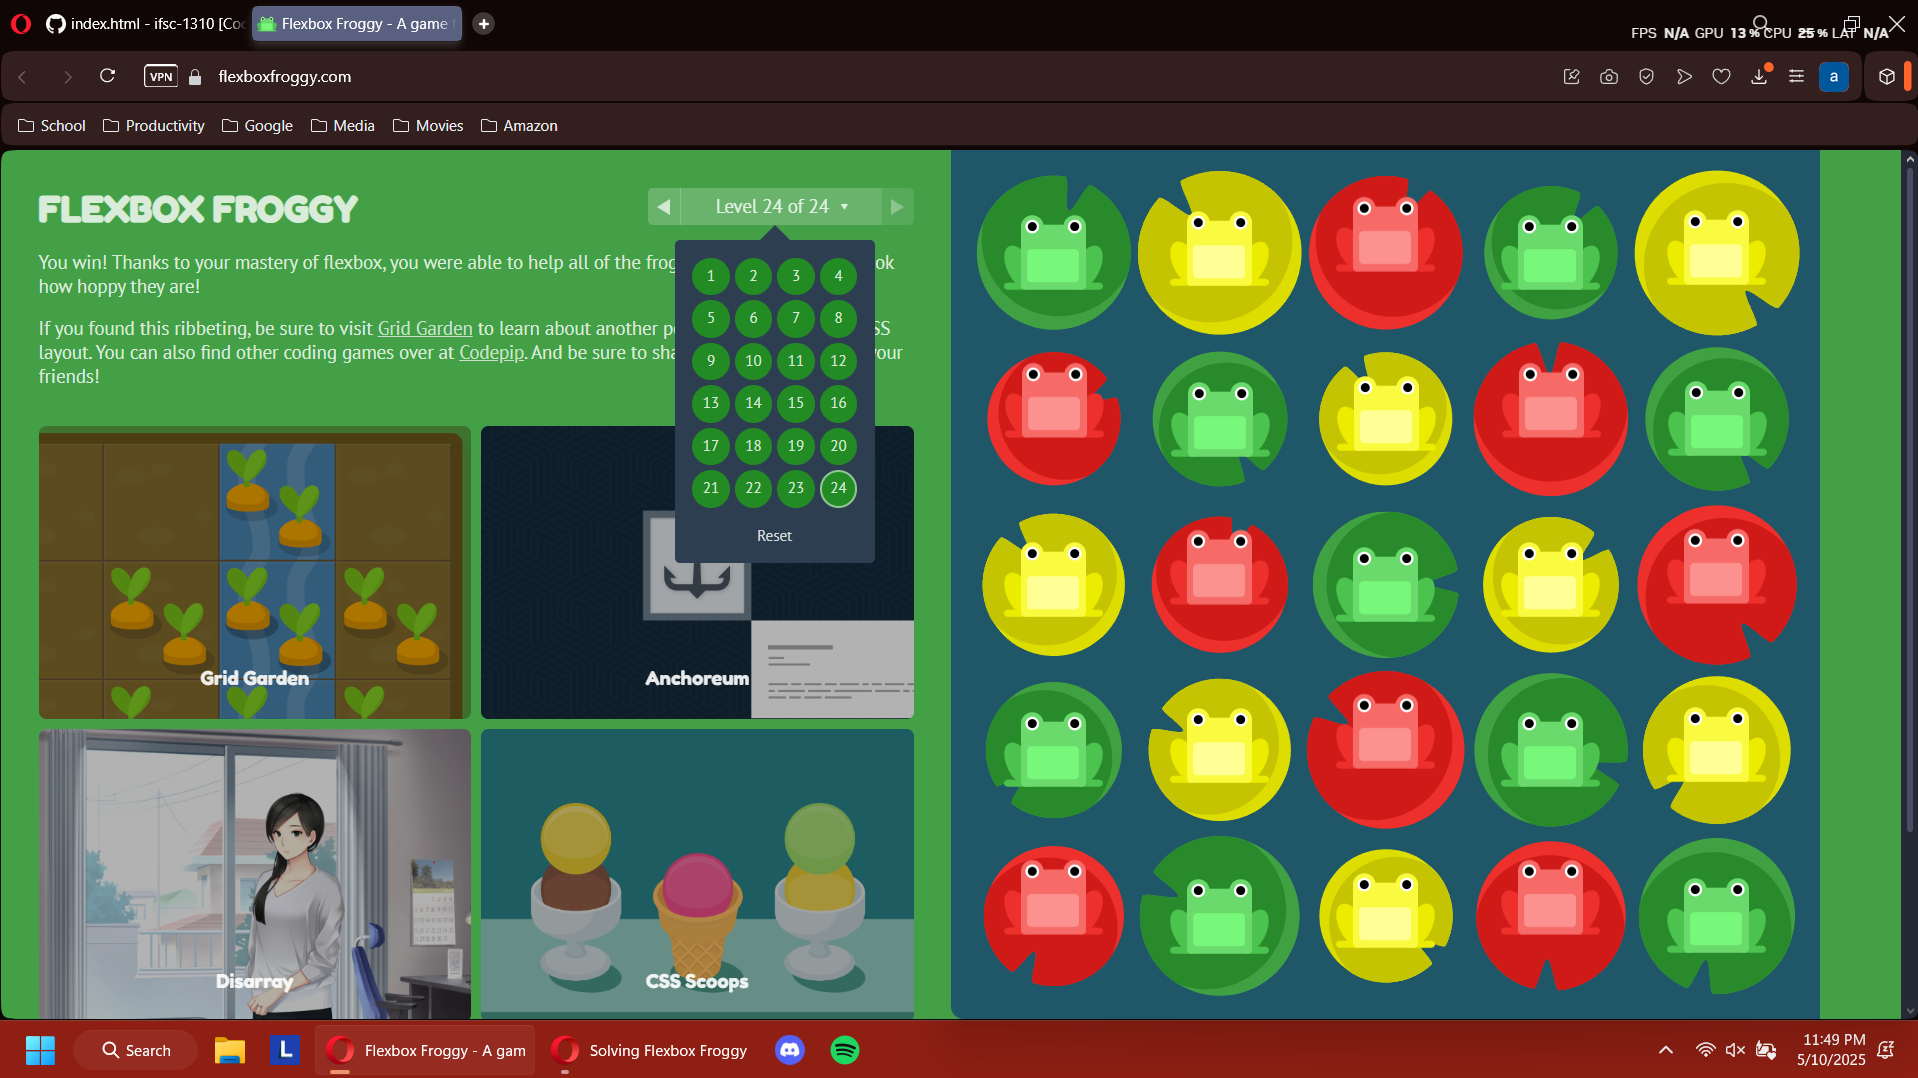 index.html - ifsc-1310 [Co
Flexbox Froggy - A game f
FPS N/A GPU 13 % CPU 25 % LAT N/A
VPN
flexboxfroggy.com
a
School
Productivity
Google
Media
Movies
Amazon
FLEXBOX FROGGY
Level 24 of 24
You win! Thanks to your mastery of flexbox, you were able to help all of the frog ok
how hoppy they are!
If you found this ribbeting, be sure to visit Grid Garden to learn about another p SS
layout. You can also find other coding games over at Codepip. And be sure to sha your
friends!
1 2 3 4
5 6 7 8
9 10 11 12
13 14 15 16
17 18 19 20
21 22 23 24
Reset
Grid Garden
Anchoreum
Disarray
CSS Scoops
Search
L
Flexbox Froggy - A gam
Solving Flexbox Froggy
11:49 PM
5/10/2025